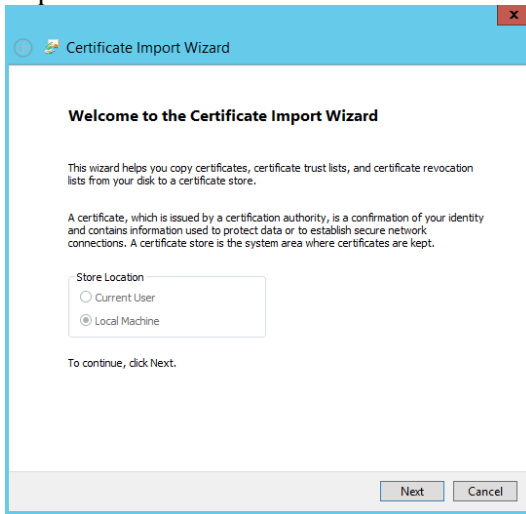 x
Certificate Import Wizard
Welcome to the Certificate Import Wizard
This wizard helps you copy certificates, certificate trust lists, and certificate revocation
lists from your disk to a certificate store.
A certificate, which is issued by a certification authority, is a confirmation of your identity
and contains information used to protect data or to establish secure network
connections. A certificate store is the system area where certificates are kept.
Store Location
Current User
Local Machine
To continue, click Next.
Next Cancel